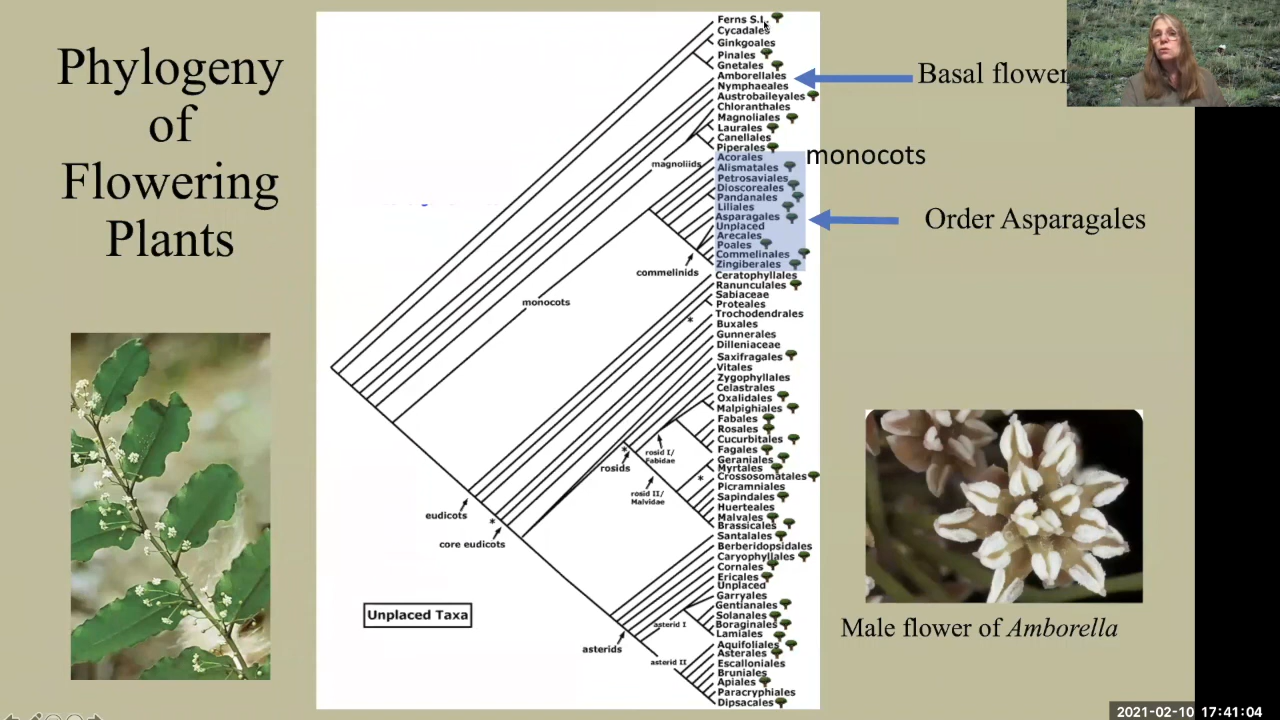 Phylogeny
of
Flowering
Plants
Ferns S.L.
Cycadales
Ginkgoales
Pinales
Gnetales
Amborellales
Nymphaeales
Austrobaileyales
Chloranthales
Magnoliales
Laurales
Canellales
Piperales
Acorales
Alismatales
Petrosaviales
Dioscoreales
Pandanales
Liliales
Asparagales
Unplaced
Arecales
Poales
Commelinales
Zingiberales
Ceratophyllales
Ranunculales
Sabiaceae
Proteales
Trochodendrales
Buxales
Gunnerales
Dilleniaceae
Saxifragales
Vitales
Zygophyllales
Celastrales
Oxalidales
Malpighiales
Fabales
Rosales
Cucurbitales
Fagales
Geraniales
Myrtales
Crossosomatales
Picramniales
Sapindales
Huerteales
Malvales
Brassicales
Santalales
Berberidopsidales
Caryophyllales
Cornales
Ericales
Unplaced
Garryales
Gentianales
Solanales
Boraginales
Lamiales
Aquifoliales
Asterales
Escalloniales
Bruniales
Apiales
Paracryphiales
Dipsacales
magnoliids
commelinids
monocots
*
rosids
*
rosid I/
Fabidae
rosid II/
Malvidae
*
eudicots
*
core eudicots
asterid I
asterids
asterid II
Unplaced Taxa
Basal flower
monocots
Order Asparagales
Male flower of Amborella
2021-02-10 17:41:04